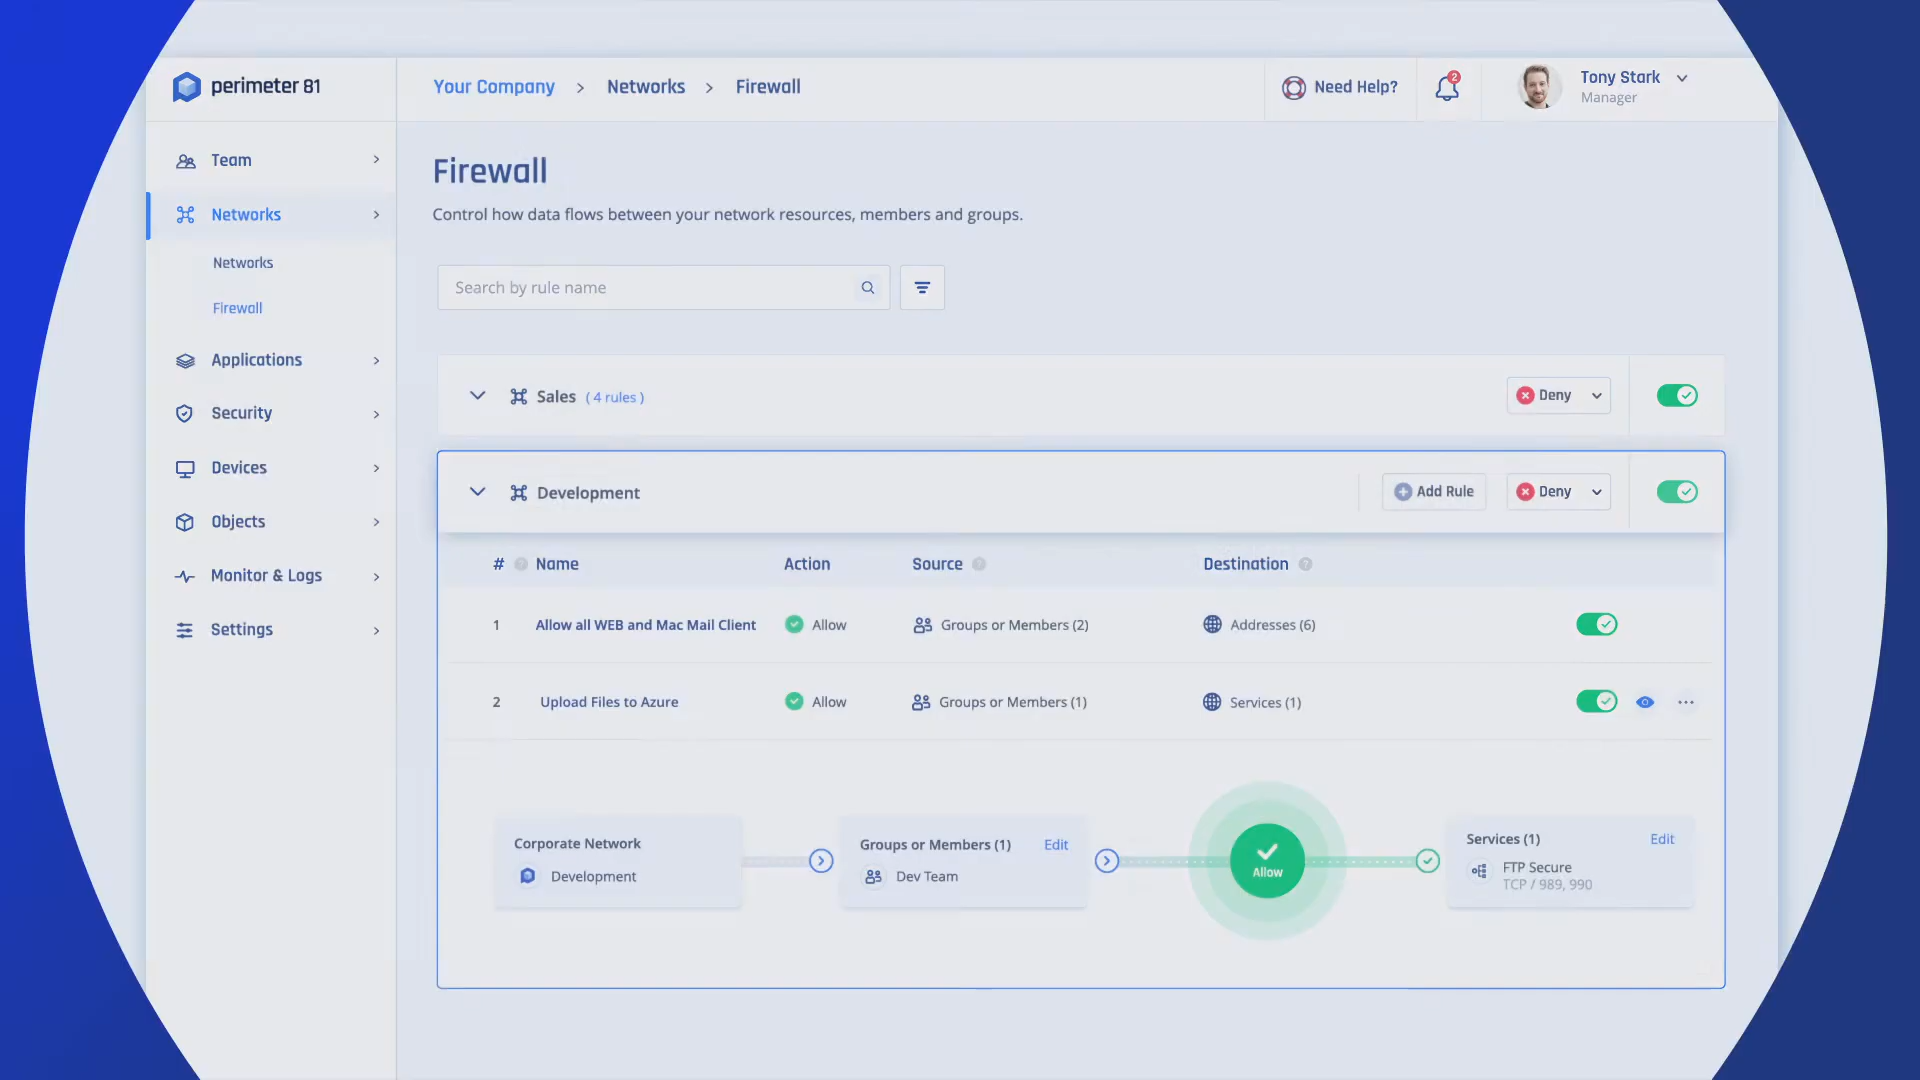 perimeter 81
Your Company > Networks > Firewall
Need Help?
2
Tony Stark
Manager
Team
Networks
Networks
Firewall
Applications
Security
Devices
Objects
Monitor & Logs
Settings
Firewall
Control how data flows between your network resources, members and groups.
Search by rule name
Sales ( 4 rules )
Deny
Development
Add Rule
Deny
# Name Action Source Destination
1 Allow all WEB and Mac Mail Client Allow Groups or Members (2) Addresses (6)
2 Upload Files to Azure Allow Groups or Members (1) Services (1)
Corporate Network
Development
Groups or Members (1) Edit
Dev Team
Allow
Services (1) Edit
FTP Secure
TCP / 989, 990